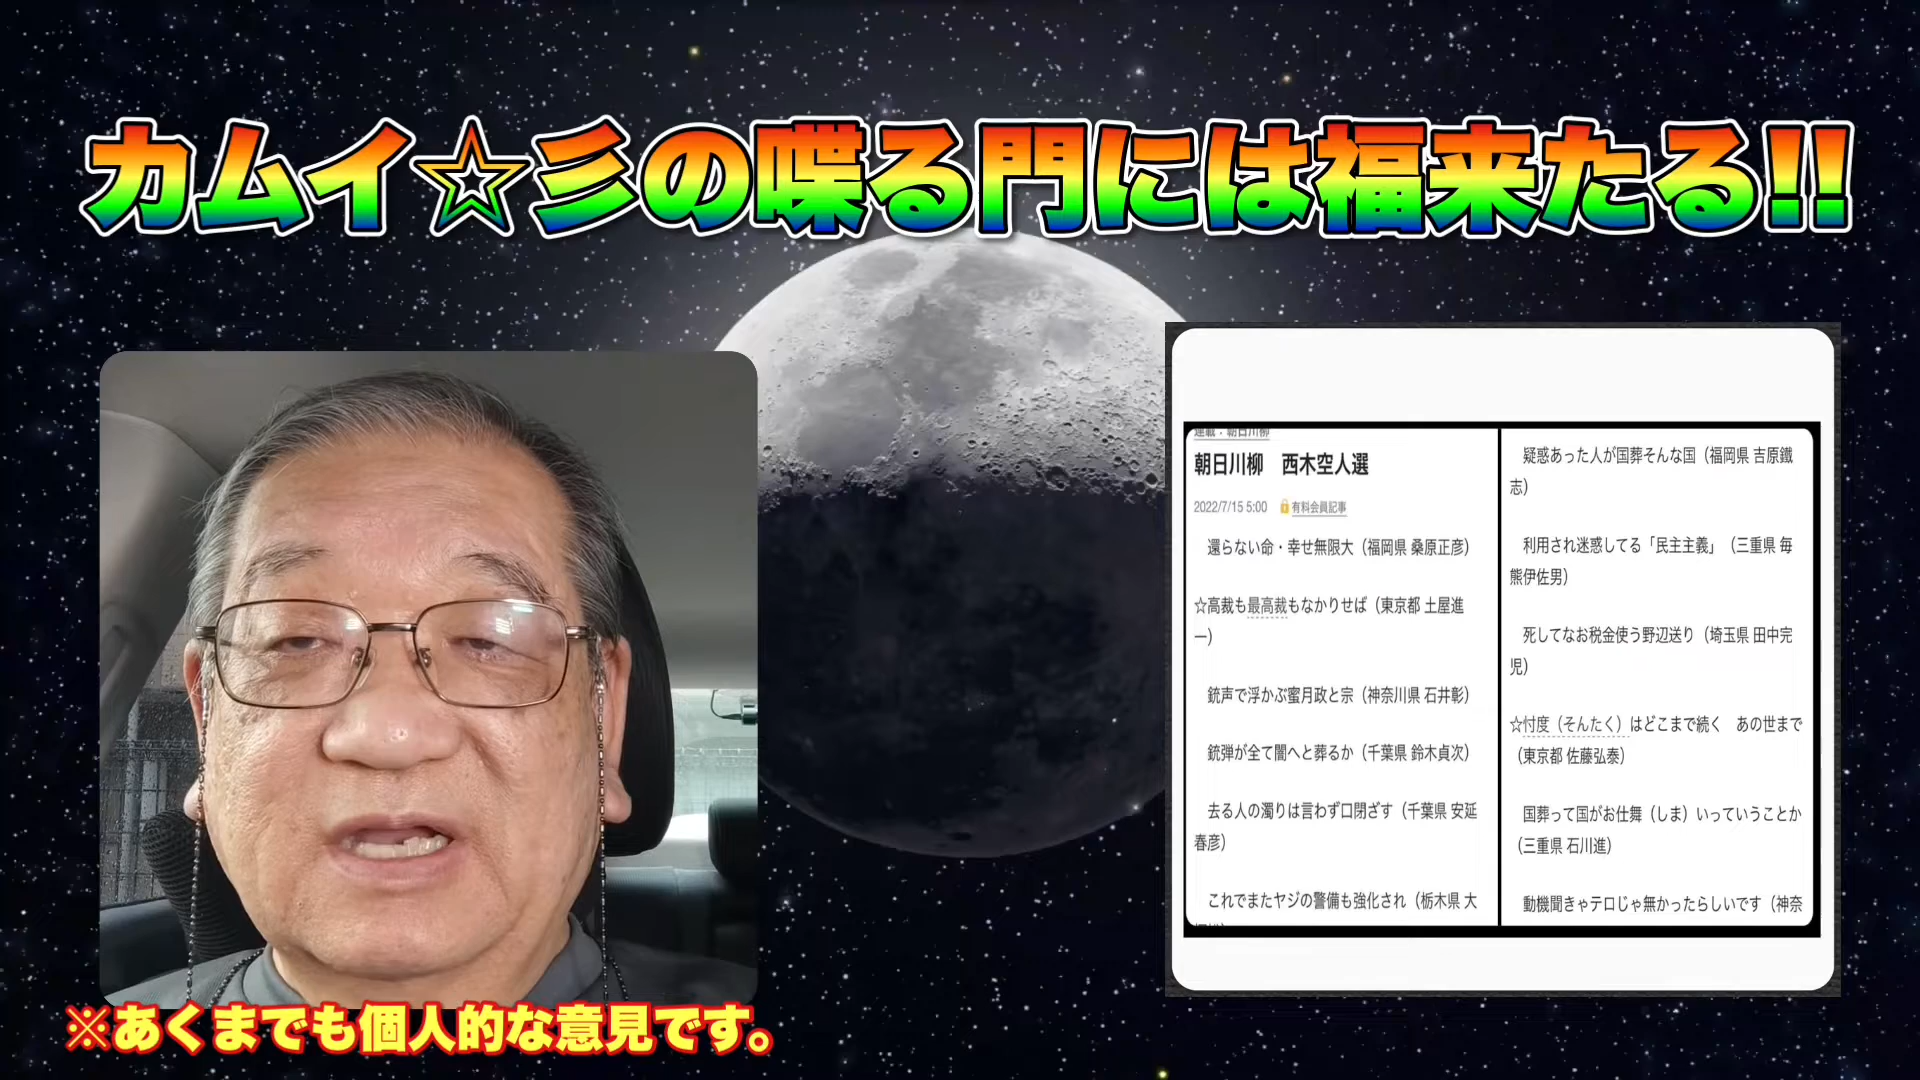 カムイ☆彡の喋る門には福来たる!!
連載：朝日川柳
朝日川柳　西木空人選
2022/7/15 5:00 有料会員記事
還らない命・幸せ無限大（福岡県 桑原正彦）
☆高裁も最高裁もなかりせば（東京都 土屋進
一）
銃声で浮かぶ蜜月政と宗（神奈川県 石井彰）
銃弾が全て闇へと葬るか（千葉県 鈴木貞次）
去る人の濁りは言わず口閉ざす（千葉県 安延
春彦）
これでまたヤジの警備も強化され（栃木県 大
疑惑あった人が国葬そんな国（福岡県 吉原鐵
志）
利用され迷惑してる「民主主義」（三重県 毎
熊伊佐男）
死してなお税金使う野辺送り（埼玉県 田中完
児）
☆忖度（そんたく）はどこまで続く　あの世まで
（東京都 佐藤弘泰）
国葬って国がお仕舞（しま）いっていうことか
（三重県 石川進）
動機聞きゃテロじゃ無かったらしいです（神奈
※あくまでも個人的な意見です。